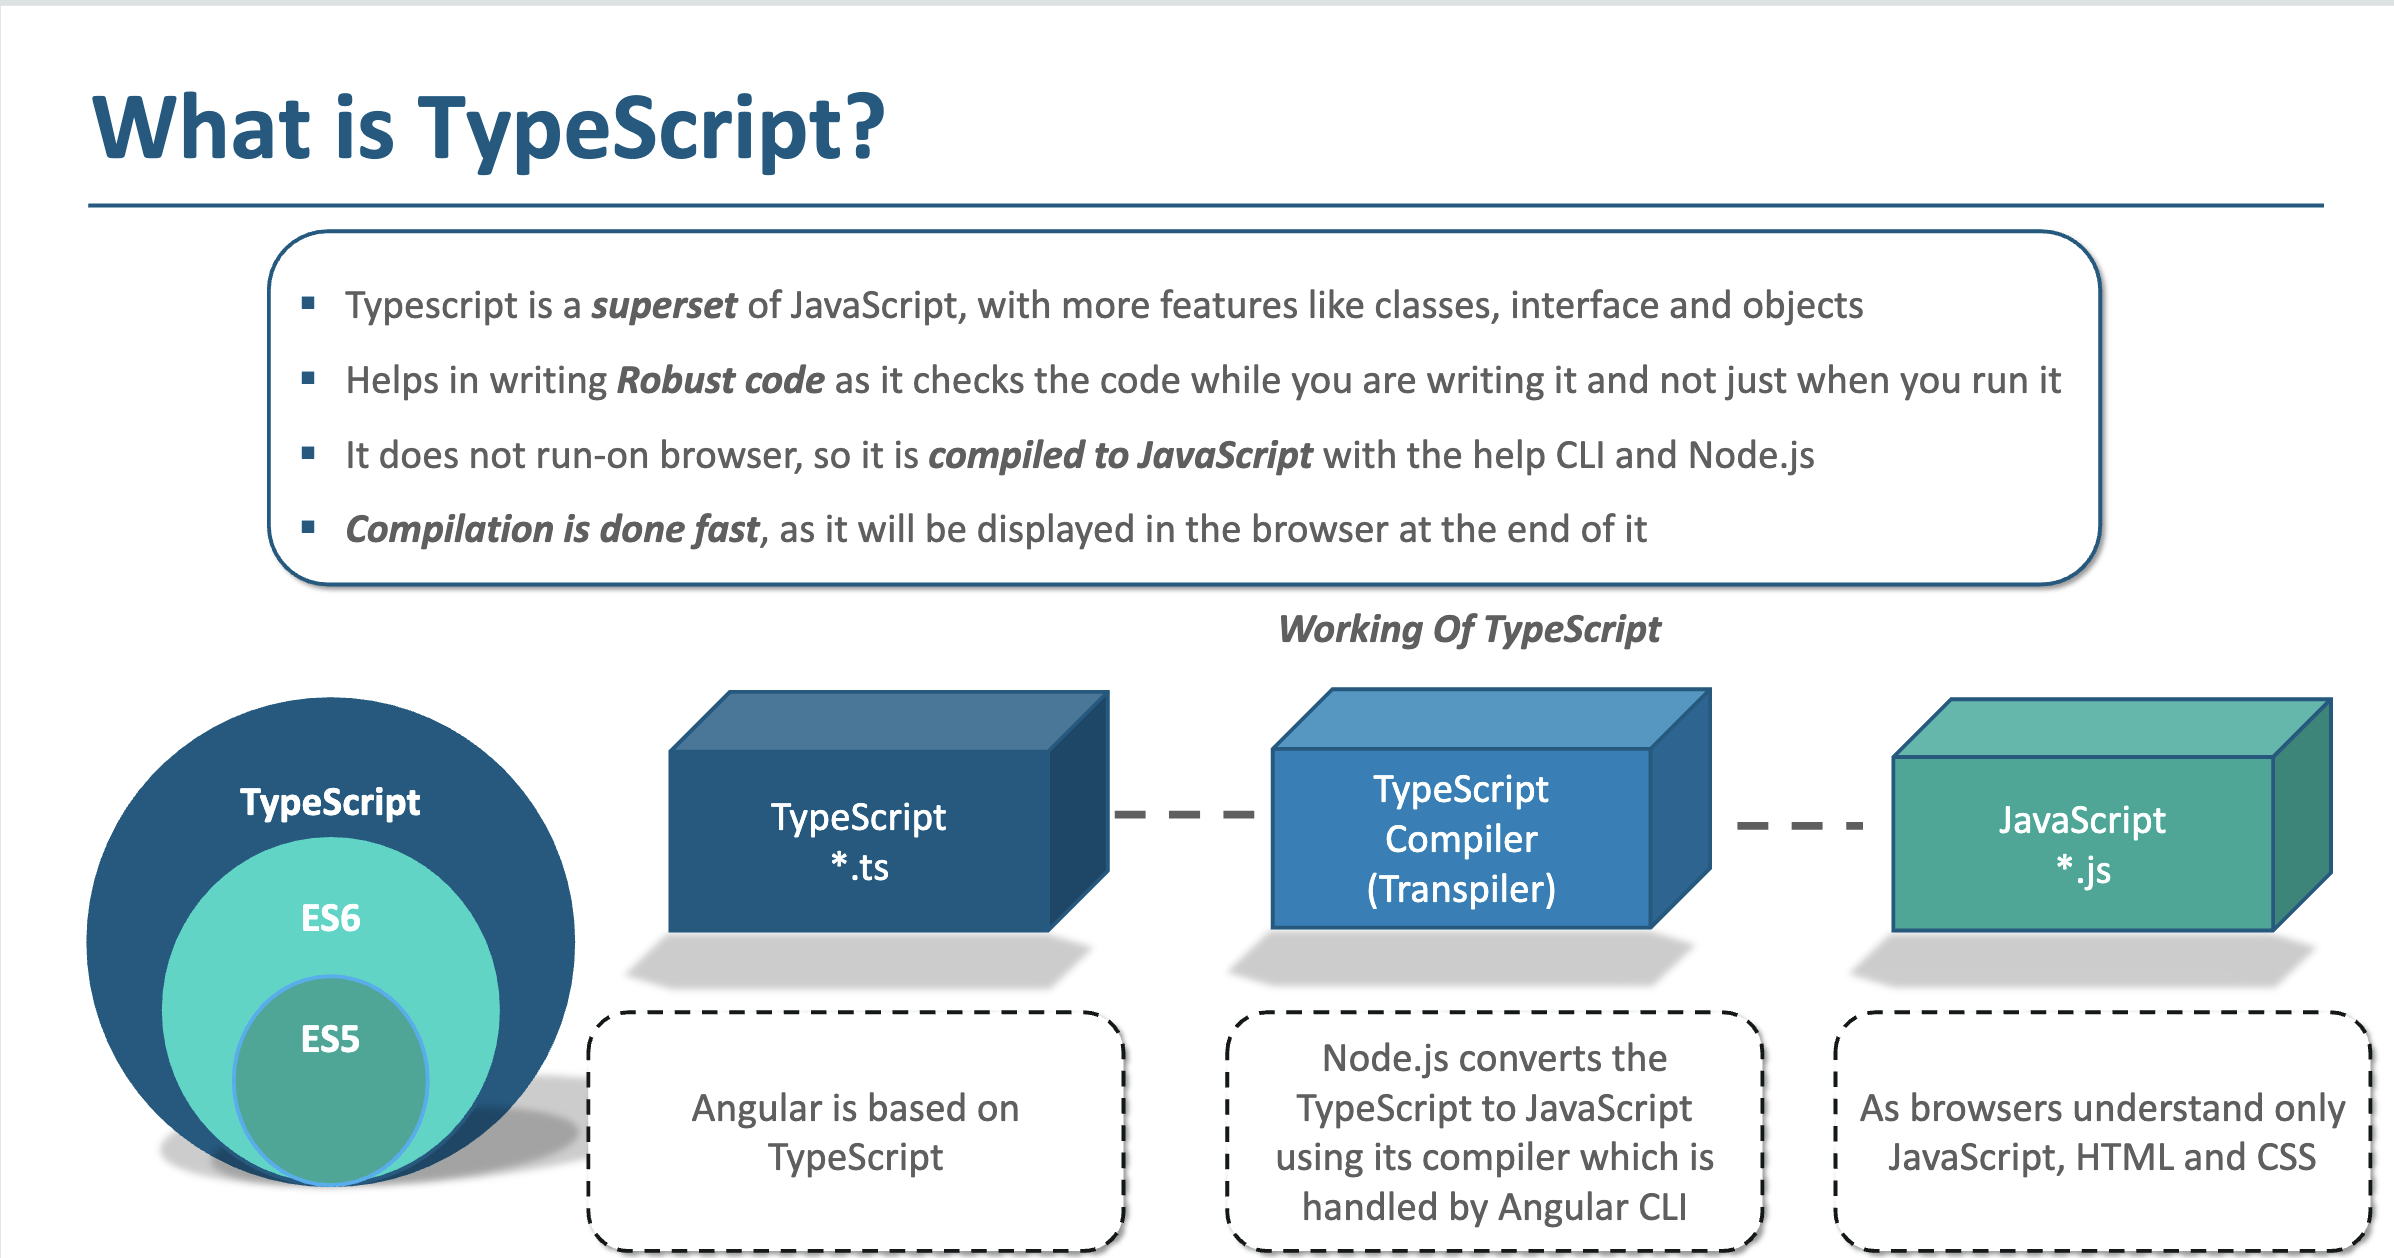 What is TypeScript?
Typescript is a superset of JavaScript, with more features like classes, interface and objects
Helps in writing Robust code as it checks the code while you are writing it and not just when you run it
It does not run-on browser, so it is compiled to JavaScript with the help CLI and Node.js
Compilation is done fast, as it will be displayed in the browser at the end of it
Working Of TypeScript
TypeScript
ES6
ES5
TypeScript
*.ts
TypeScript
Compiler
(Transpiler)
JavaScript
*.js
Angular is based on
TypeScript
Node.js converts the
TypeScript to JavaScript
using its compiler which is
handled by Angular CLI
As browsers understand only
JavaScript, HTML and CSS